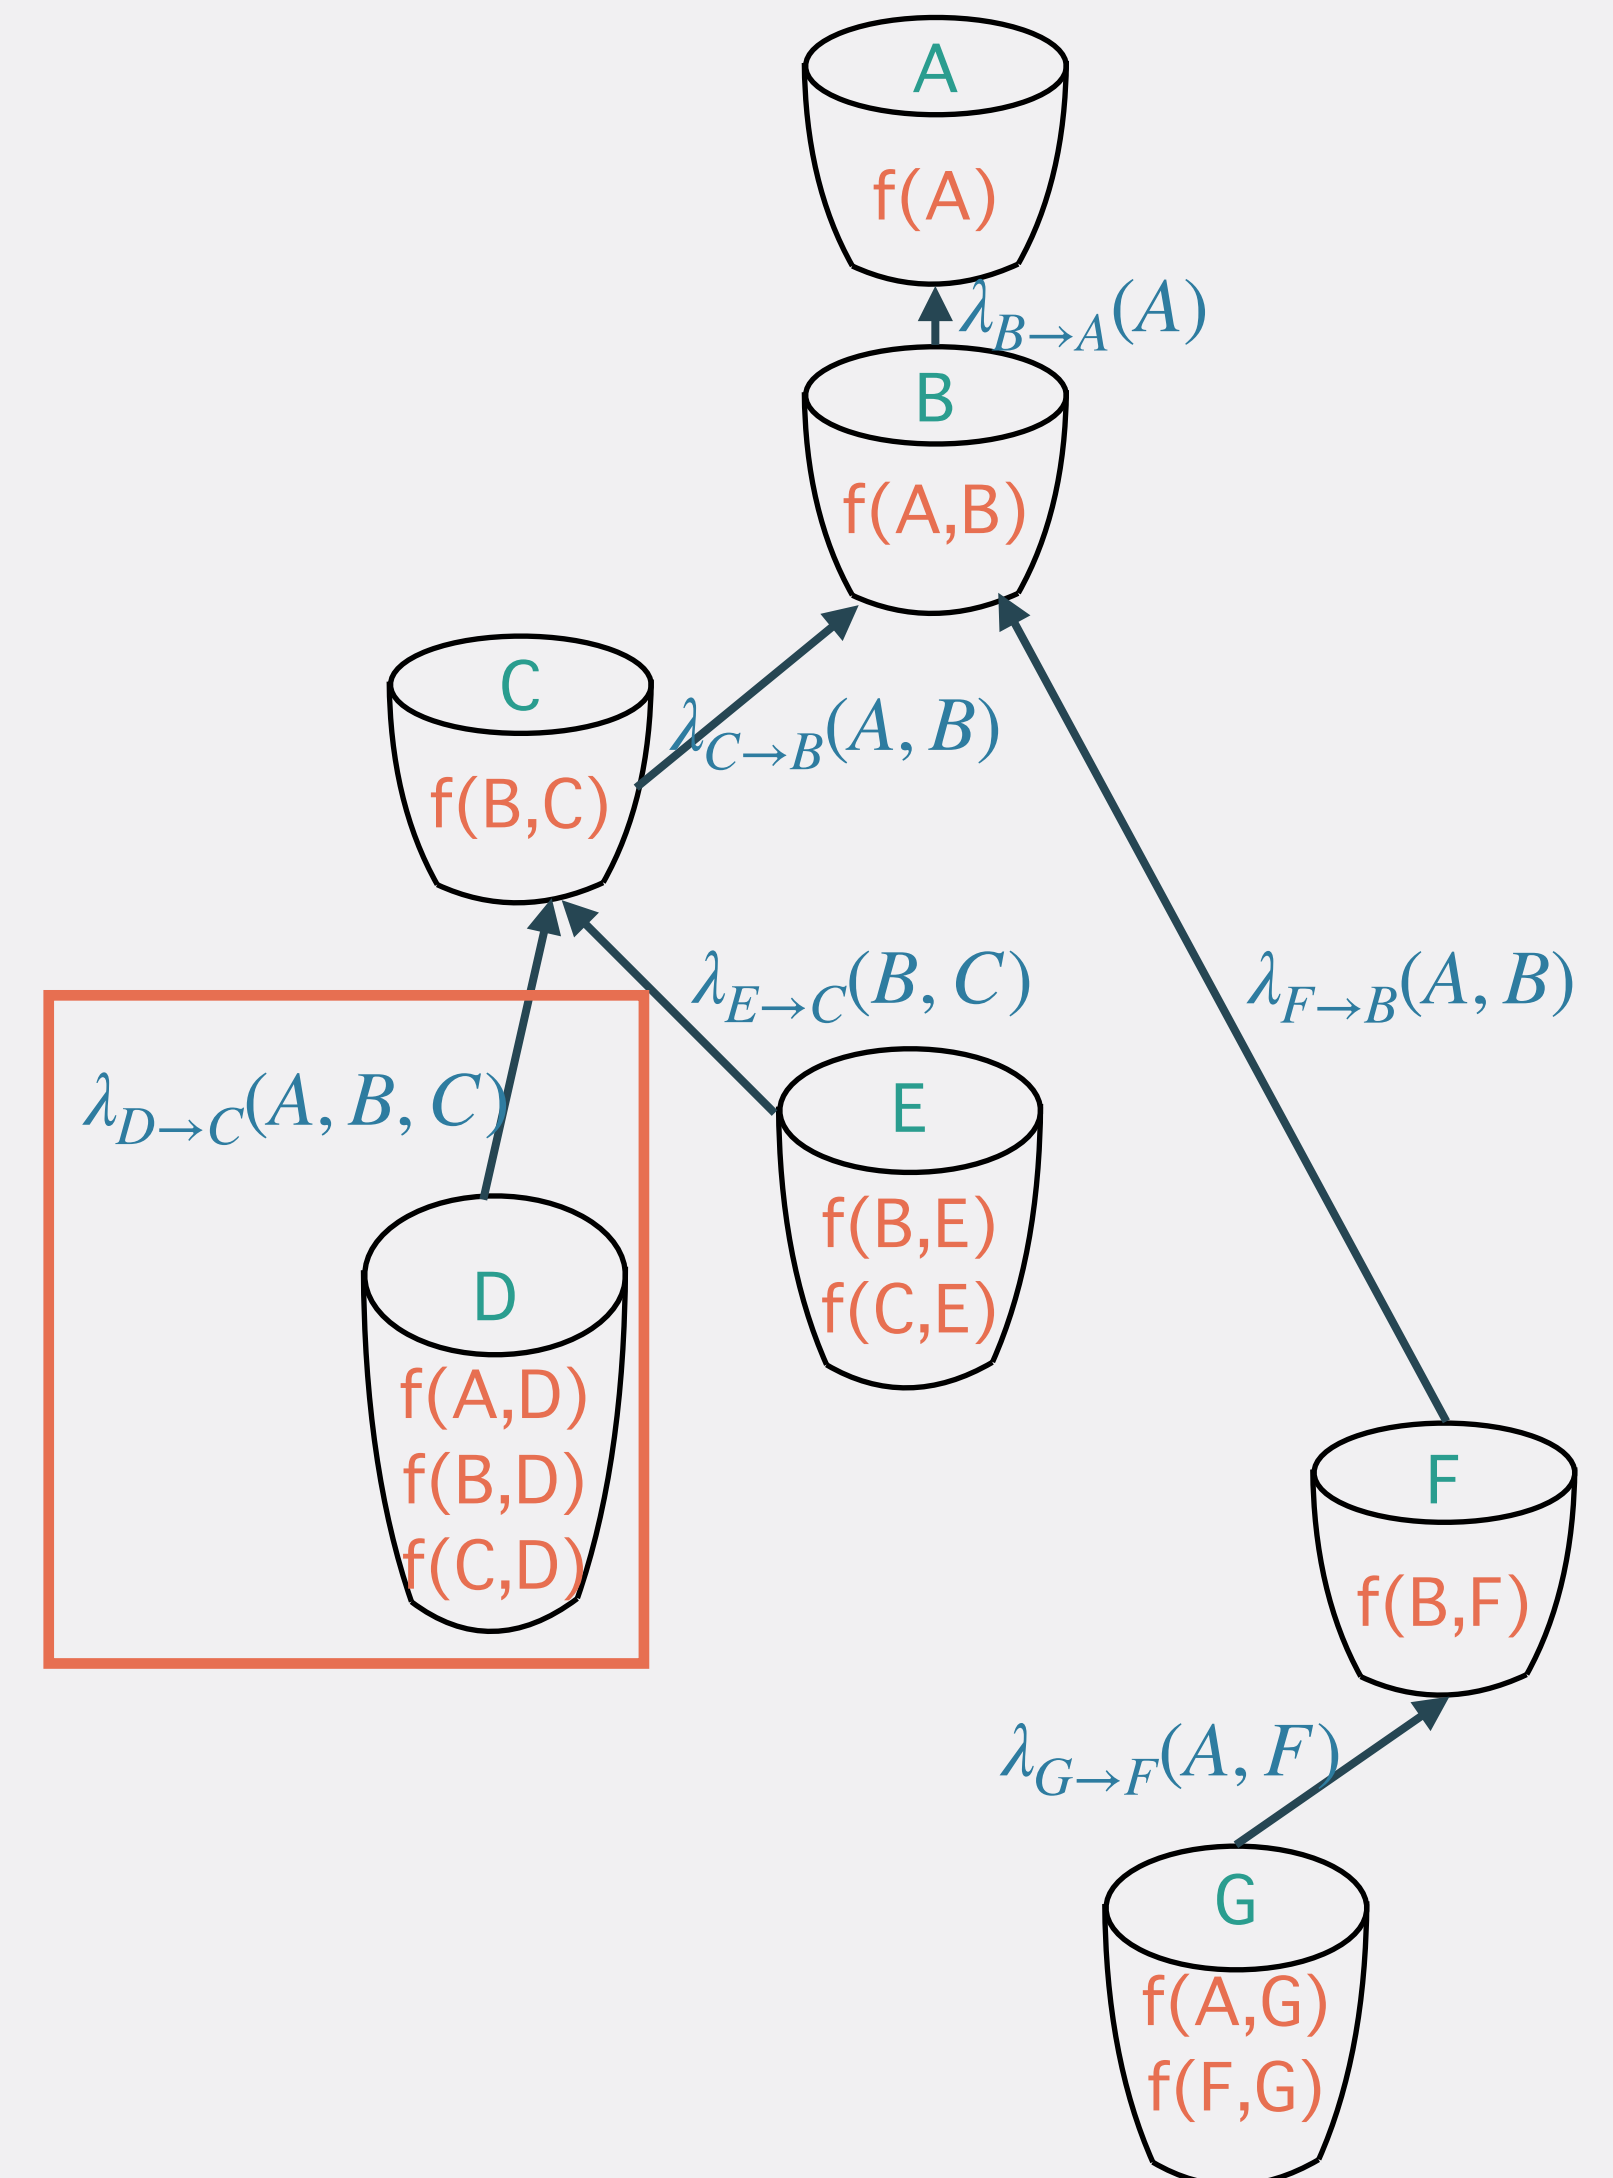 A
f(A)
λ_{B→A}(A)
B
f(A,B)
C
f(B,C)
λ_{C→B}(A, B)
λ_{E→C}(B, C)
λ_{F→B}(A, B)
λ_{D→C}(A, B, C)
E
f(B,E)
f(C,E)
D
f(A,D)
f(B,D)
f(C,D)
F
f(B,F)
λ_{G→F}(A, F)
G
f(A,G)
f(F,G)